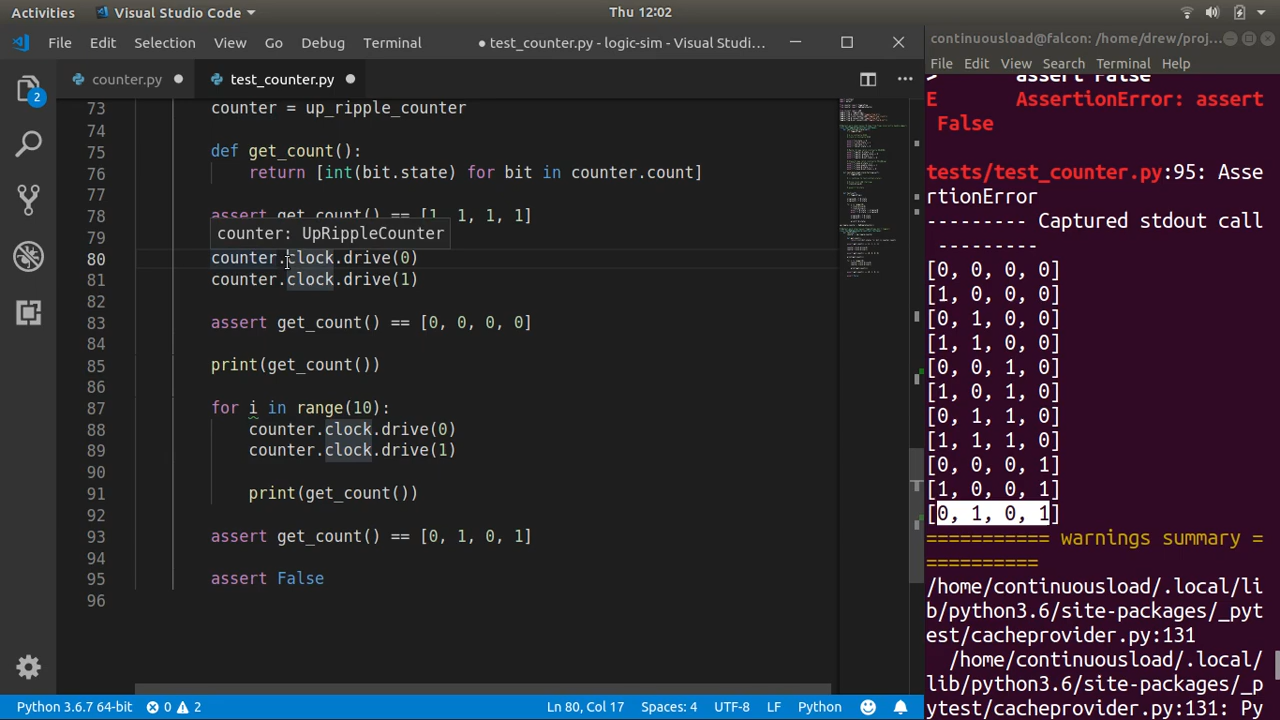 Activities
Visual Studio Code
Thu 12:02
File Edit Selection View Go Debug Terminal
● test_counter.py - logic-sim - Visual Studi…
continuousload@falcon: /home/drew/proj…
File Edit View Search Terminal Help
2
counter.py
test_counter.py
73 counter = up_ripple_counter
74
75 def get_count():
76 return [int(bit.state) for bit in counter.count]
77
78 assert get_count() == [1, 1, 1, 1]
79
counter: UpRippleCounter
80 counter.clock.drive(0)
81 counter.clock.drive(1)
82
83 assert get_count() == [0, 0, 0, 0]
84
85 print(get_count())
86
87 for i in range(10):
88 counter.clock.drive(0)
89 counter.clock.drive(1)
90
91 print(get_count())
92
93 assert get_count() == [0, 1, 0, 1]
94
95 assert False
96
> assert False
E AssertionError: assert
False
tests/test_counter.py:95: Asse
rtionError
--------- Captured stdout call
---------
[0, 0, 0, 0]
[1, 0, 0, 0]
[0, 1, 0, 0]
[1, 1, 0, 0]
[0, 0, 1, 0]
[1, 0, 1, 0]
[0, 1, 1, 0]
[1, 1, 1, 0]
[0, 0, 0, 1]
[1, 0, 0, 1]
[0, 1, 0, 1]
=========== warnings summary =
==========
/home/continuousload/.local/li
b/python3.6/site-packages/_pyt
est/cacheprovider.py:131
/home/continuousload/.local/
lib/python3.6/site-packages/_p
ytest/cacheprovider.py:131: Py
Python 3.6.7 64-bit
0
2
Ln 80, Col 17
Spaces: 4
UTF-8
LF
Python